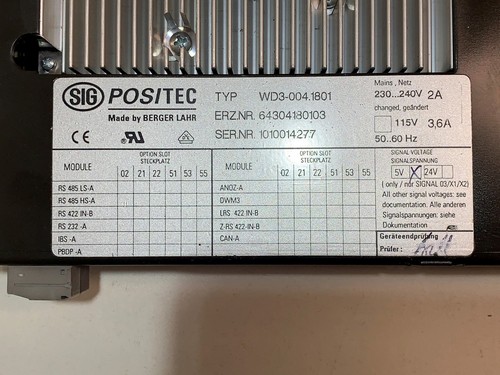 SIG POSITEC
Made by BERGER LAHR
TYP WD3-004.1801
ERZ.NR. 64304180103
SER.NR. 1010014277
Mains, Netz
230...240V 2A
changed, geändert
115V 3,6A
50..60 Hz
SIGNAL VOLTAGE
SIGNALSPANNUNG
5V X 24V
( only / nur SIGNAL 03/X1/X2)
All other signal voltages: see
documentation. Alle anderen
Signalspannungen: siehe
Dokumentation
Geräteendprüfung
Prüfer :
MODULE OPTION SLOT STECKPLATZ
02 21 22 51 53 55
RS 485 LS-A
RS 485 HS-A
RS 422 IN-B
RS 232 -A
IBS -A
PBDP -A
MODULE OPTION SLOT STECKPLATZ
02 21 22 51 53 55
ANOZ-A
DWM3
LRS 422 IN-B
Z-RS 422-IN-B
CAN-A